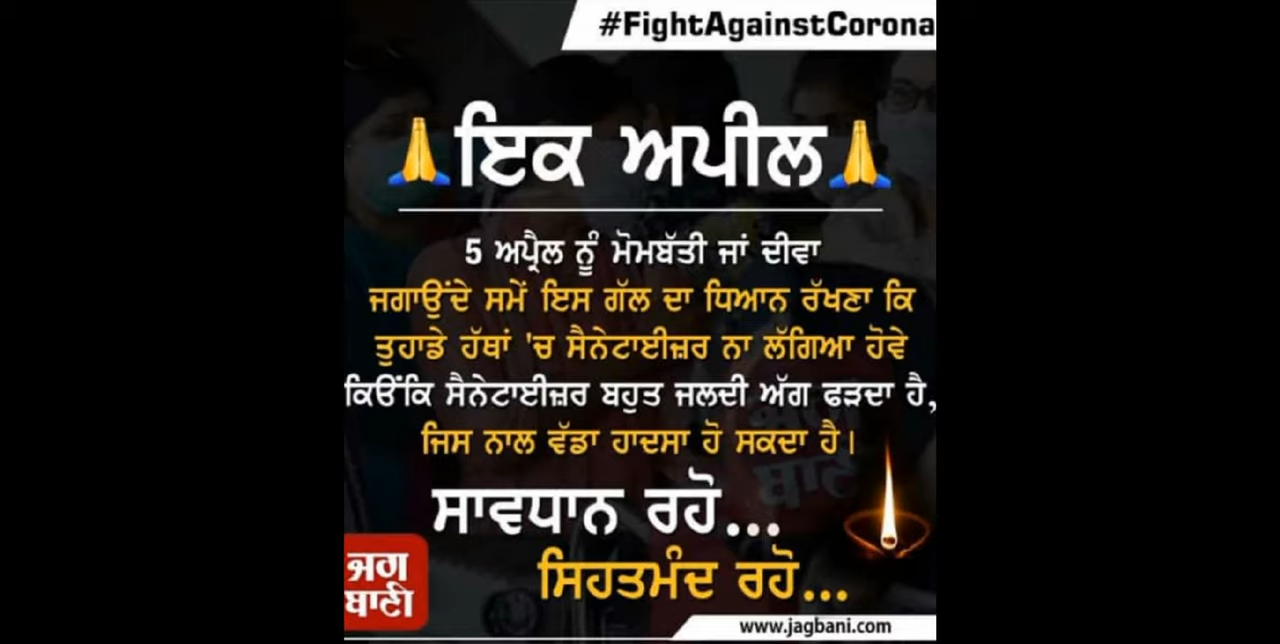 #FightAgainstCorona
🙏ਇਕ ਅਪੀਲ🙏
5 ਅਪ੍ਰੈਲ ਨੂੰ ਮੋਮਬੱਤੀ ਜਾਂ ਦੀਵਾ
ਜਗਾਉਂਦੇ ਸਮੇਂ ਇਸ ਗੱਲ ਦਾ ਧਿਆਨ ਰੱਖਣਾ ਕਿ
ਤੁਹਾਡੇ ਹੱਥਾਂ 'ਚ ਸੈਨੇਟਾਈਜ਼ਰ ਨਾ ਲੱਗਿਆ ਹੋਵੇ
ਕਿਓਂਕਿ ਸੈਨੇਟਾਈਜ਼ਰ ਬਹੁਤ ਜਲਦੀ ਅੱਗ ਫੜਦਾ ਹੈ,
ਜਿਸ ਨਾਲ ਵੱਡਾ ਹਾਦਸਾ ਹੋ ਸਕਦਾ ਹੈ।
ਸਾਵਧਾਨ ਰਹੋ...
ਸਿਹਤਮੰਦ ਰਹੋ...
ਜਗ
ਬਾਣੀ
www.jagbani.com